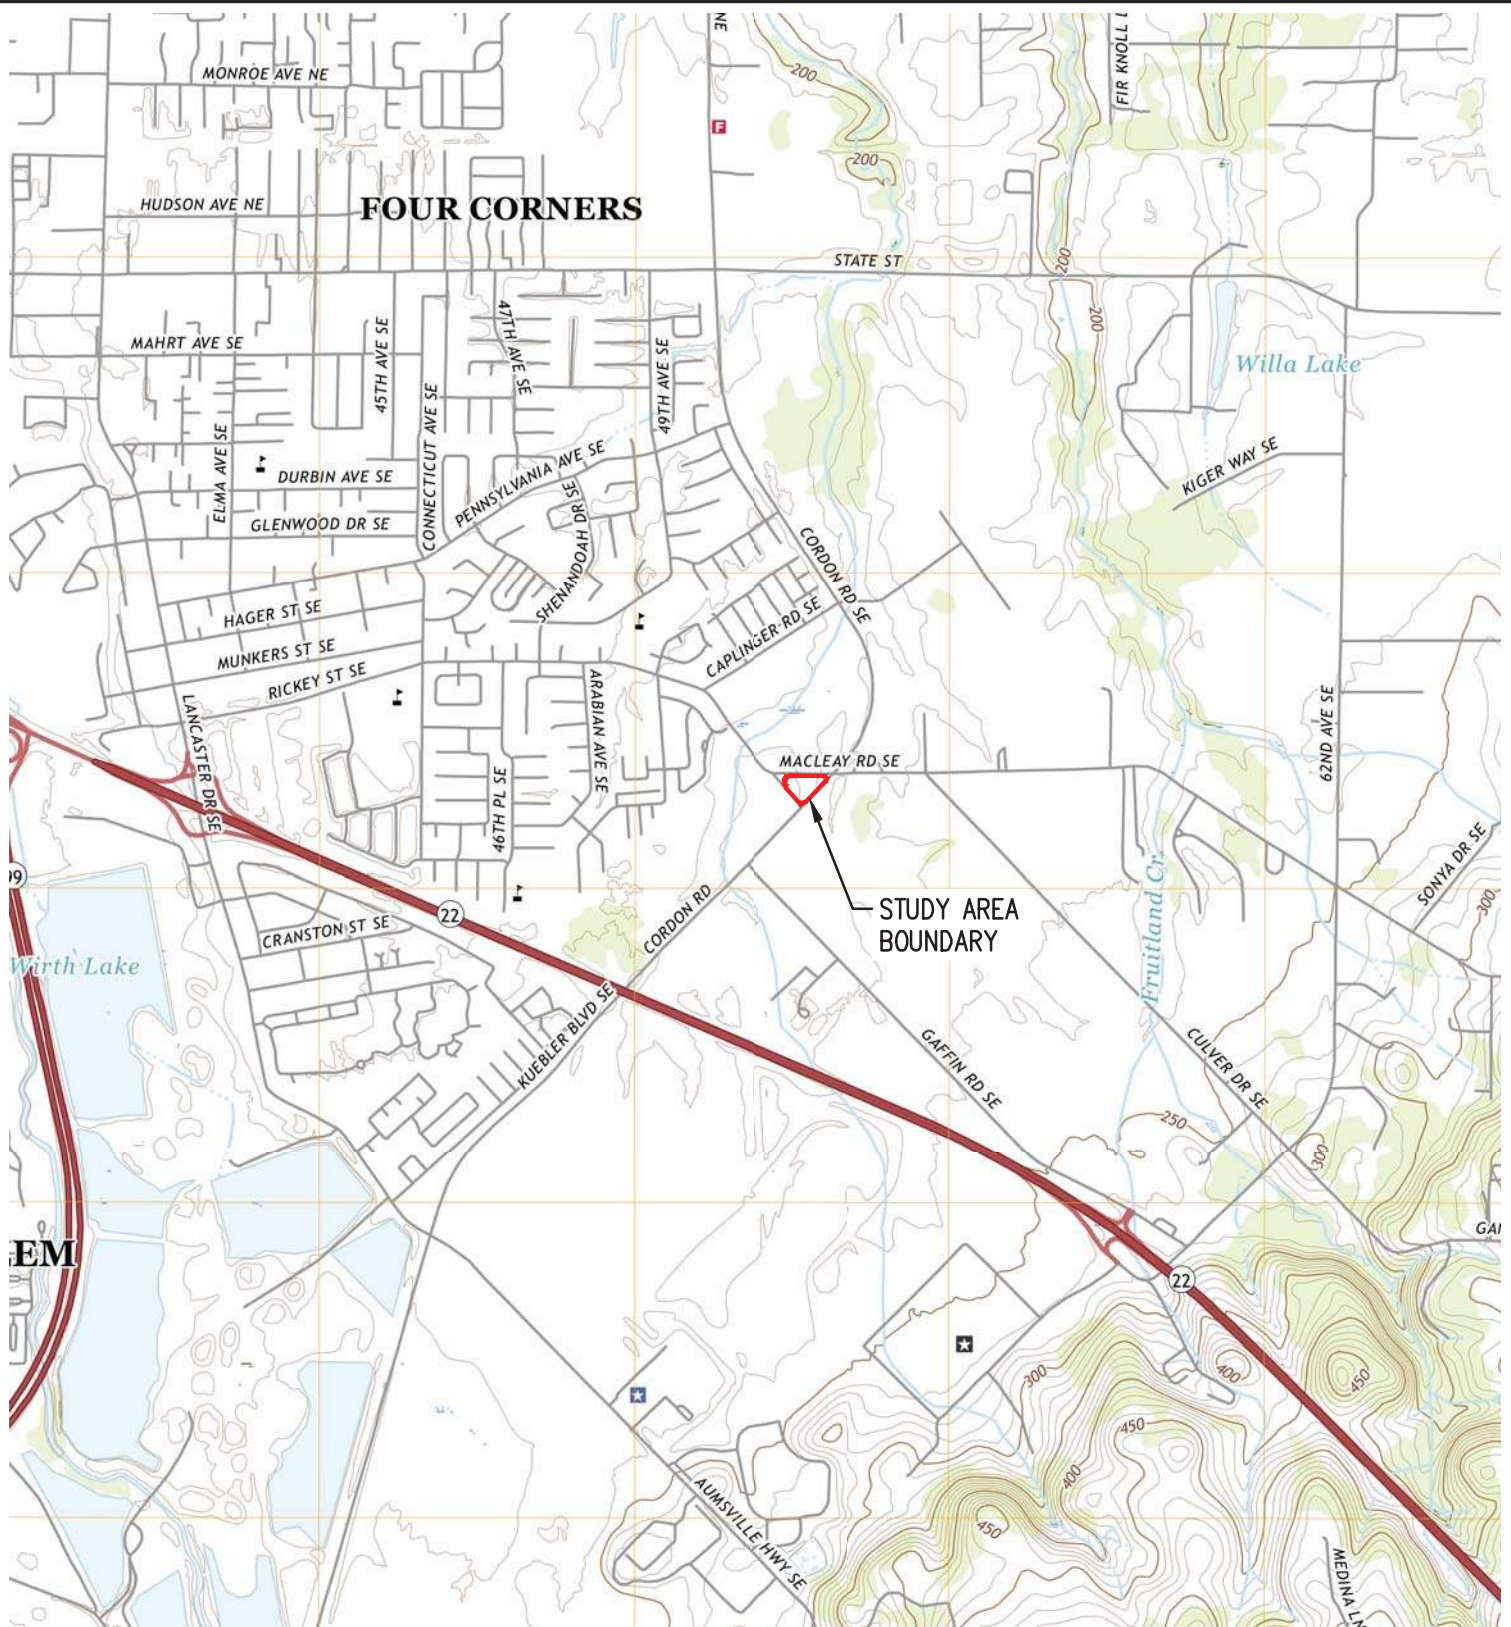 NE
FIR KNOLL
MONROE AVE NE
200
F
200
HUDSON AVE NE
FOUR CORNERS
STATE ST
200
200
47TH AVE SE
45TH AVE SE
MAHRT AVE SE
49TH AVE SE
Willa Lake
CONNECTICUT AVE SE
ELMA AVE SE
PENNSYLVANIA AVE SE
KIGER WAY SE
DURBIN AVE SE
SHENANDOAH DR SE
GLENWOOD DR SE
CORDON RD SE
HAGER ST SE
CAPLINGER RD SE
MUNKERS ST SE
RICKEY ST SE
ARABIAN AVE SE
LANCASTER DR SE
62ND AVE SE
MACLEAY RD SE
46TH PL SE
SONYA DR SE
99
Fruitland Cr.
300
22
CORDON RD
STUDY AREA
BOUNDARY
CRANSTON ST SE
Wirth Lake
KUEBLER BLVD SE
GAFFIN RD SE
CULVER DR SE
250
300
EM
22
300
400
450
450
400
AUMSVILLE HWY SE
450
MEDINA LN